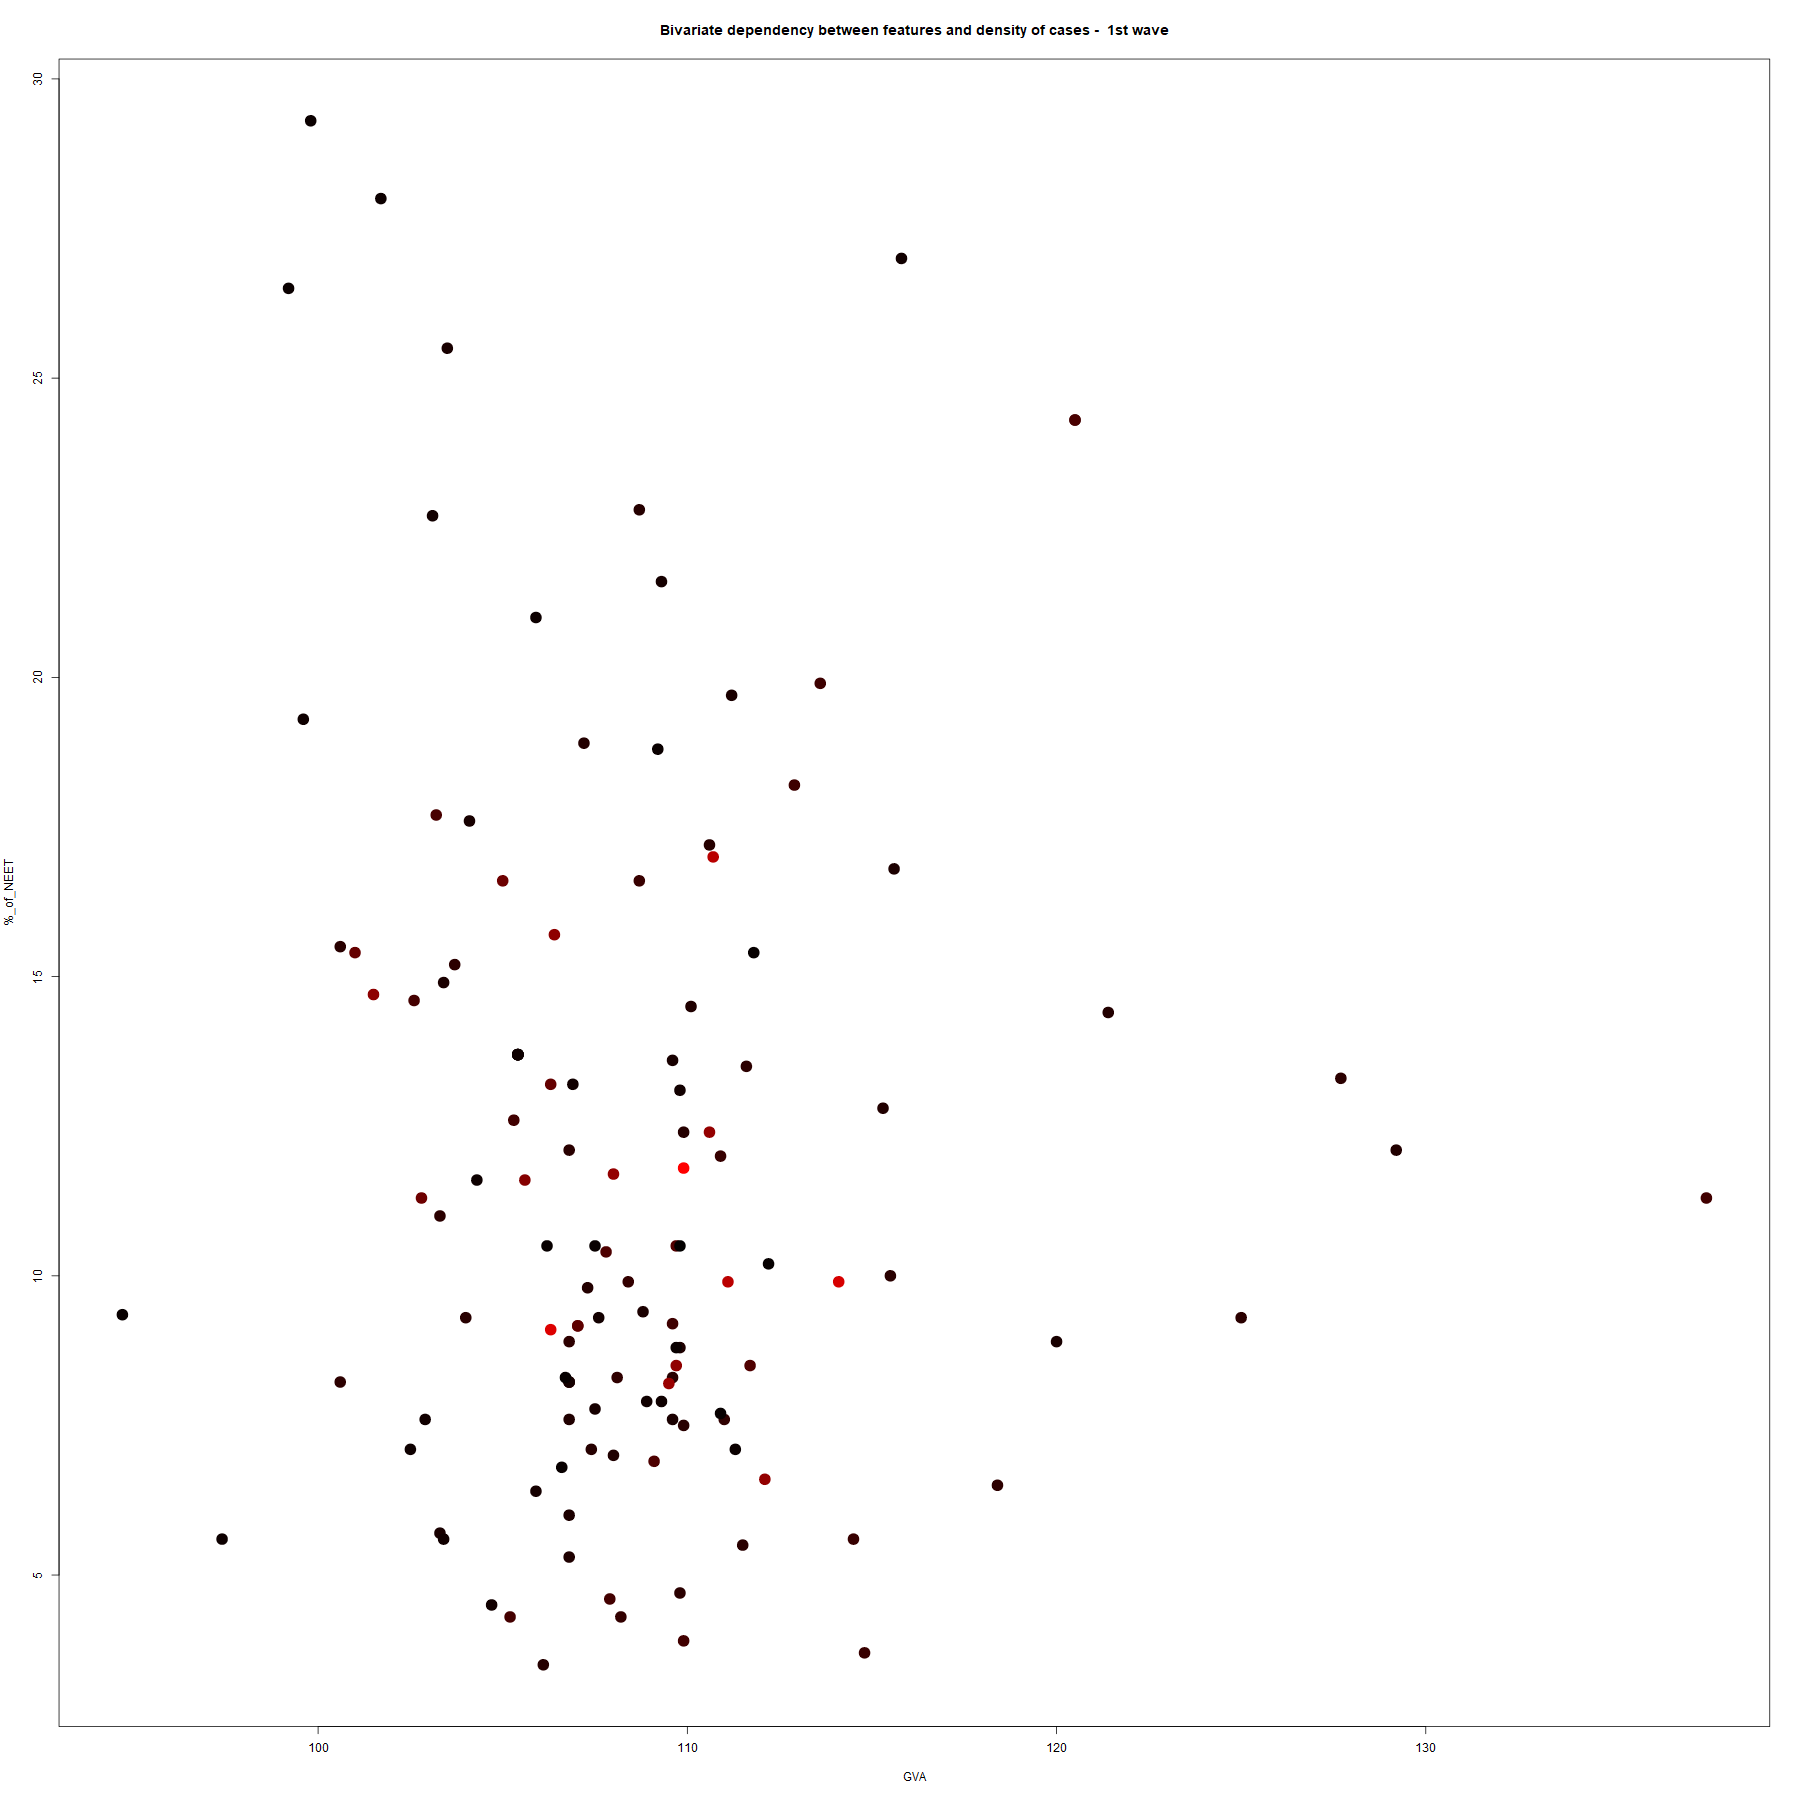 Bivariate dependency between features and density of cases -  1st wave
30
25
20
15
10
5
%_of_NEET
100 110 120 130
GVA